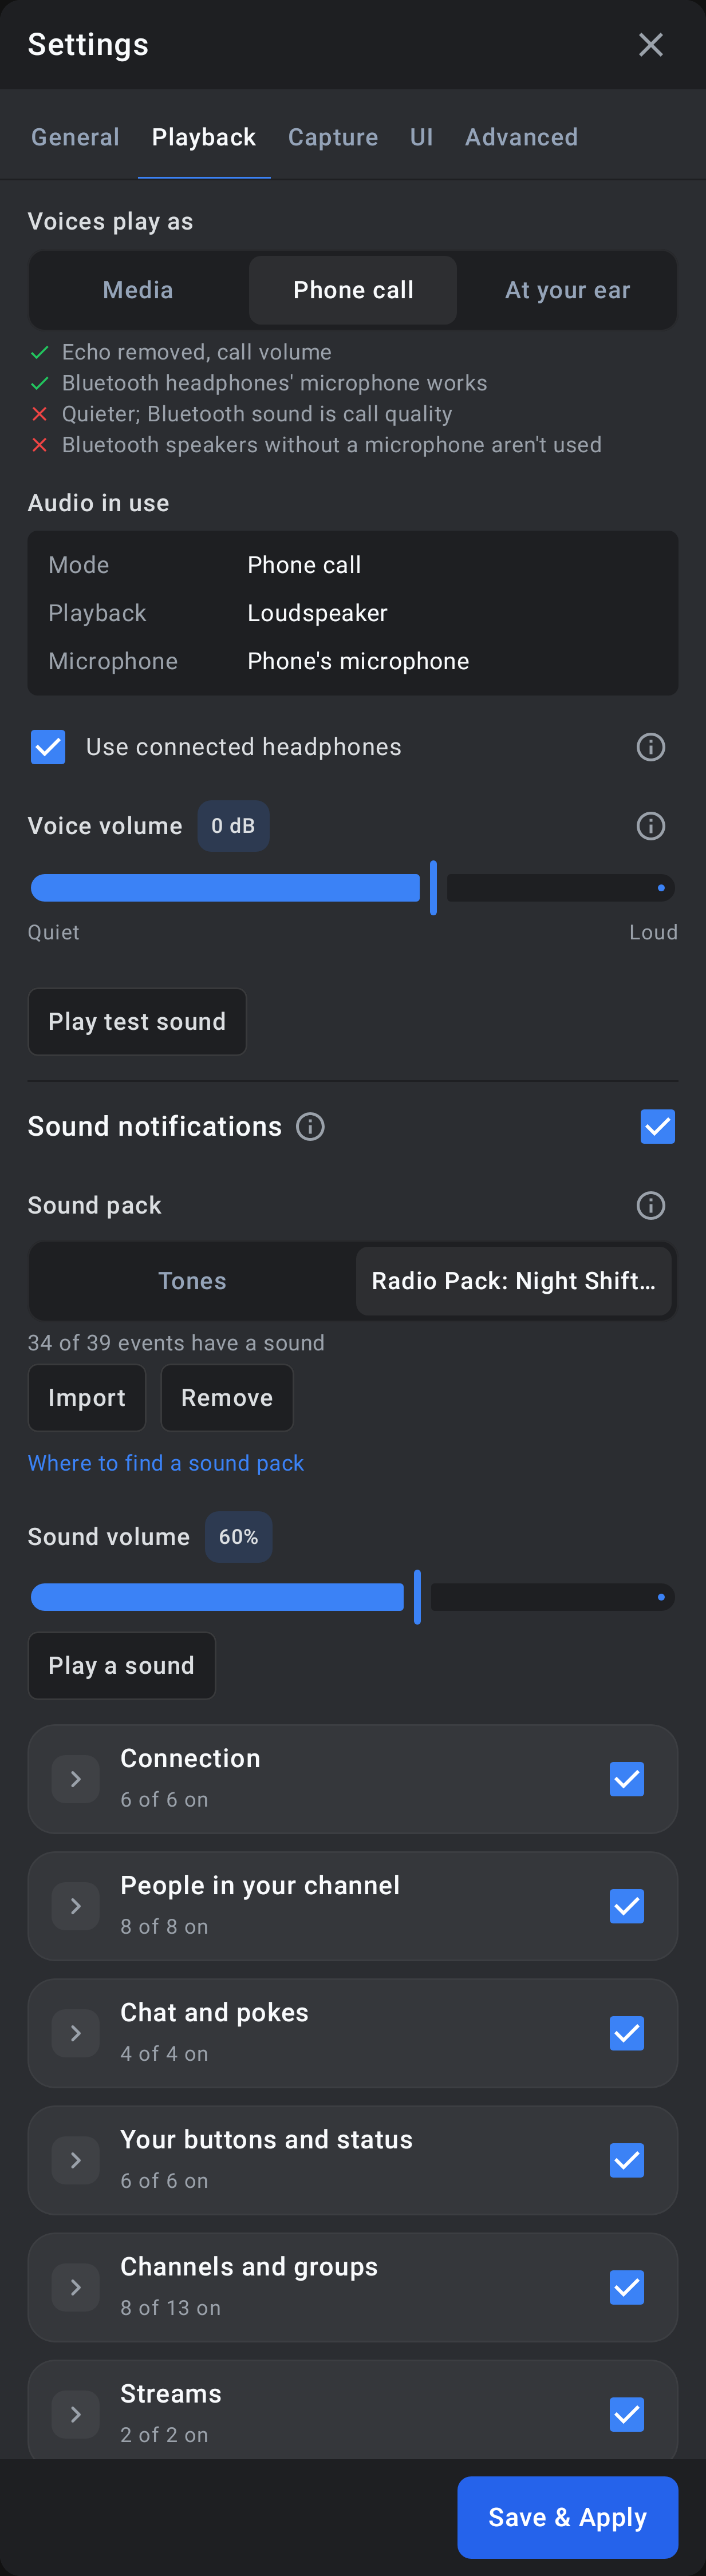 Settings
General Playback Capture UI Advanced
Voices play as
Media Phone call At your ear
Echo removed, call volume
Bluetooth headphones' microphone works
Quieter; Bluetooth sound is call quality
Bluetooth speakers without a microphone aren't used
Audio in use
Mode Phone call
Playback Loudspeaker
Microphone Phone's microphone
Use connected headphones
Voice volume 0 dB
Quiet Loud
Play test sound
Sound notifications
Sound pack
Tones Radio Pack: Night Shift…
34 of 39 events have a sound
Import Remove
Where to find a sound pack
Sound volume 60%
Play a sound
Connection
6 of 6 on
People in your channel
8 of 8 on
Chat and pokes
4 of 4 on
Your buttons and status
6 of 6 on
Channels and groups
8 of 13 on
Streams
2 of 2 on
Save & Apply